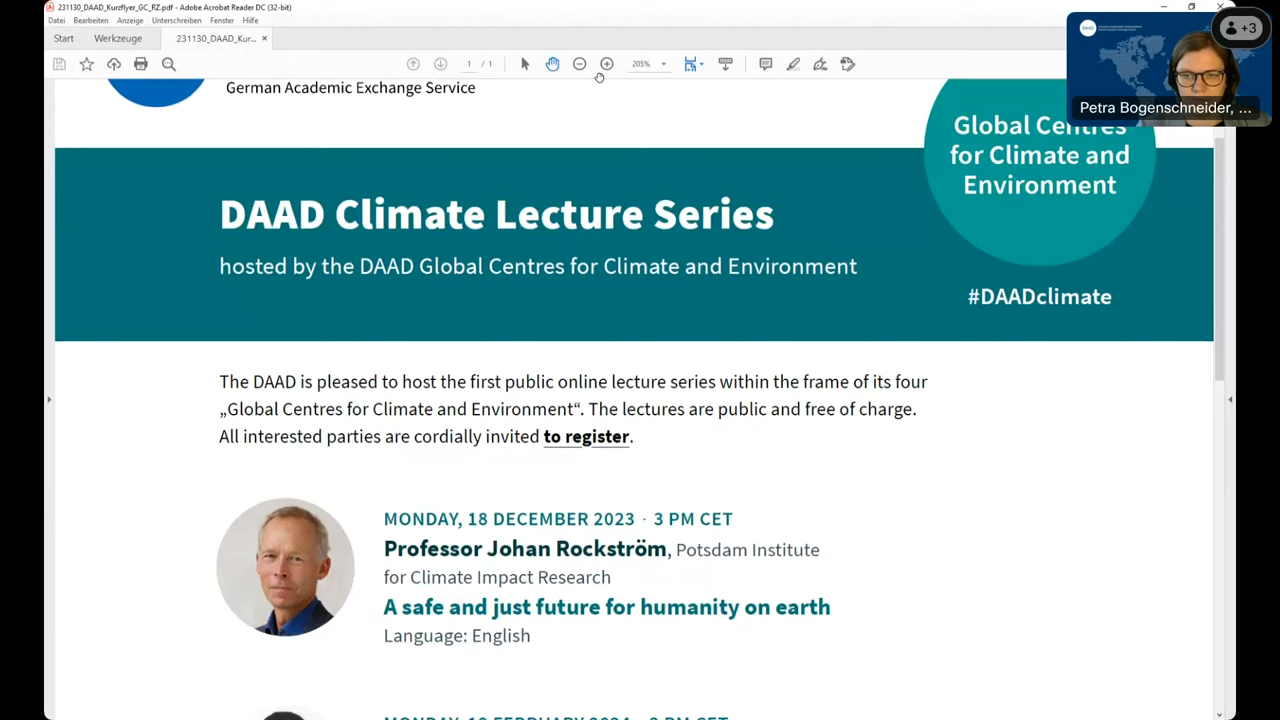 231130_DAAD_Kurzflyer_GC_RZ.pdf - Adobe Acrobat Reader DC (32-bit)
Datei Bearbeiten Anzeige Unterschreiben Fenster Hilfe
Start Werkzeuge 231130_DAAD_Kur... ×
1 / 1 205%
+3
DAAD
Petra Bogenschneider, ...
German Academic Exchange Service
Global Centres
for Climate and
Environment
DAAD Climate Lecture Series
hosted by the DAAD Global Centres for Climate and Environment
#DAADclimate
The DAAD is pleased to host the first public online lecture series within the frame of its four
„Global Centres for Climate and Environment“. The lectures are public and free of charge.
All interested parties are cordially invited to register.
MONDAY, 18 DECEMBER 2023 · 3 PM CET
Professor Johan Rockström, Potsdam Institute
for Climate Impact Research
A safe and just future for humanity on earth
Language: English